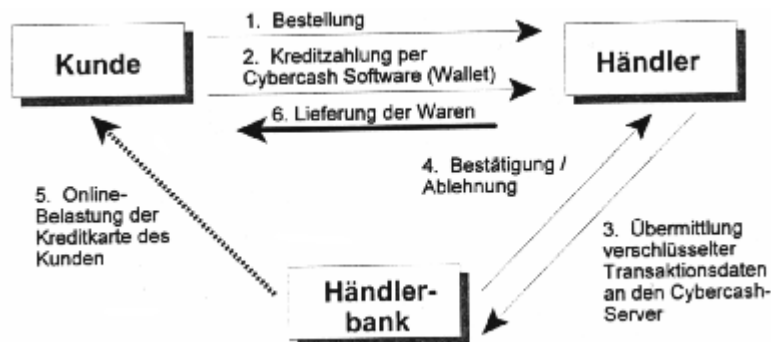 1. Bestellung
Kunde
2. Kreditzahlung per
Cybercash Software (Wallet)
Händler
6. Lieferung der Waren
4. Bestätigung /
Ablehnung
5. Online-
Belastung der
Kreditkarte des
Kunden
3. Übermittlung
verschlüsselter
Transaktionsdaten
an den Cybercash-
Server
Händler-
bank